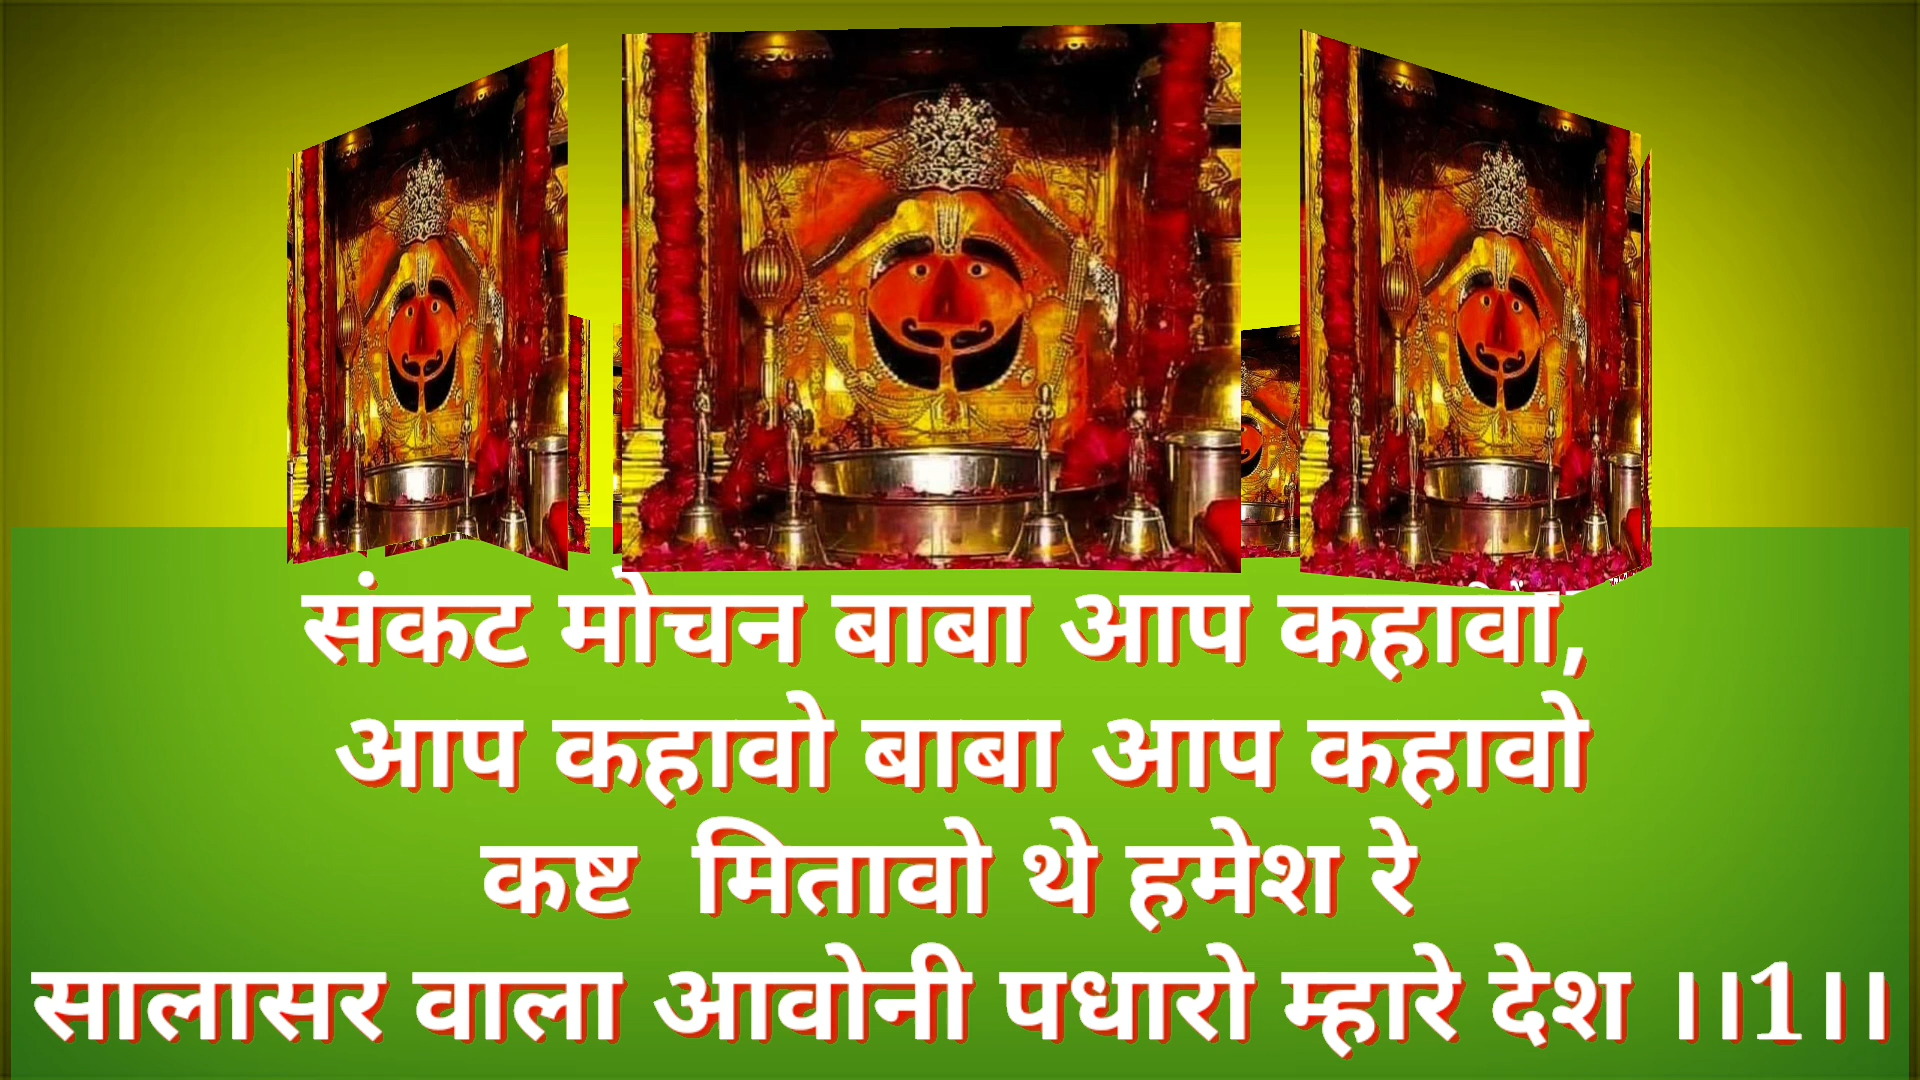 संकट मोचन बाबा आप कहावो,
आप कहावो बाबा आप कहावो
कष्ट मितावो थे हमेश रे
सालासर वाला आवोनी पधारो म्हारे देश ।।1।।